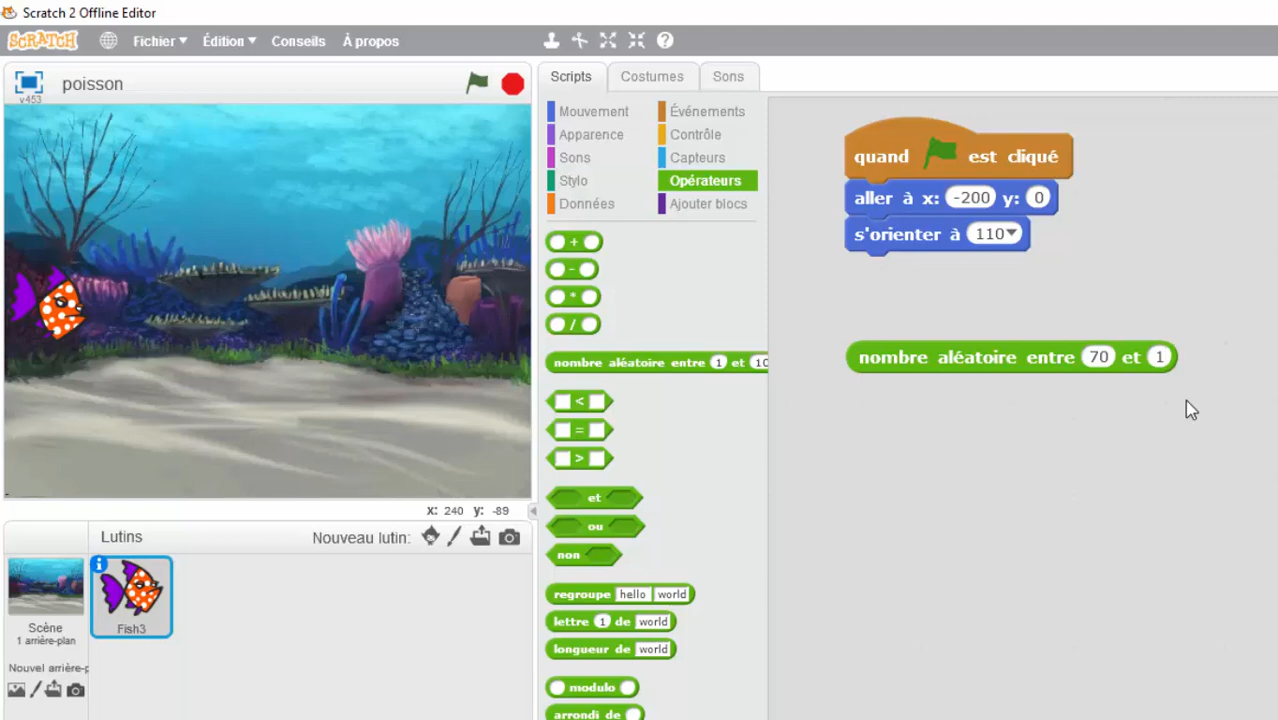 Scratch 2 Offline Editor
SCRATCH Fichier Édition Conseils À propos
v453 poisson
Scripts Costumes Sons
Mouvement Événements
Apparence Contrôle
Sons Capteurs
Stylo Opérateurs
Données Ajouter blocs
+
-
*
/
nombre aléatoire entre 1 et 10
<
=
>
et
ou
non
regroupe hello world
lettre 1 de world
longueur de world
modulo
arrondi de
quand est cliqué
aller à x: -200 y: 0
s'orienter à 110
nombre aléatoire entre 70 et 1
x: 240 y: -89
Lutins Nouveau lutin:
Scène
1 arrière-plan
Fish3
Nouvel arrière-p